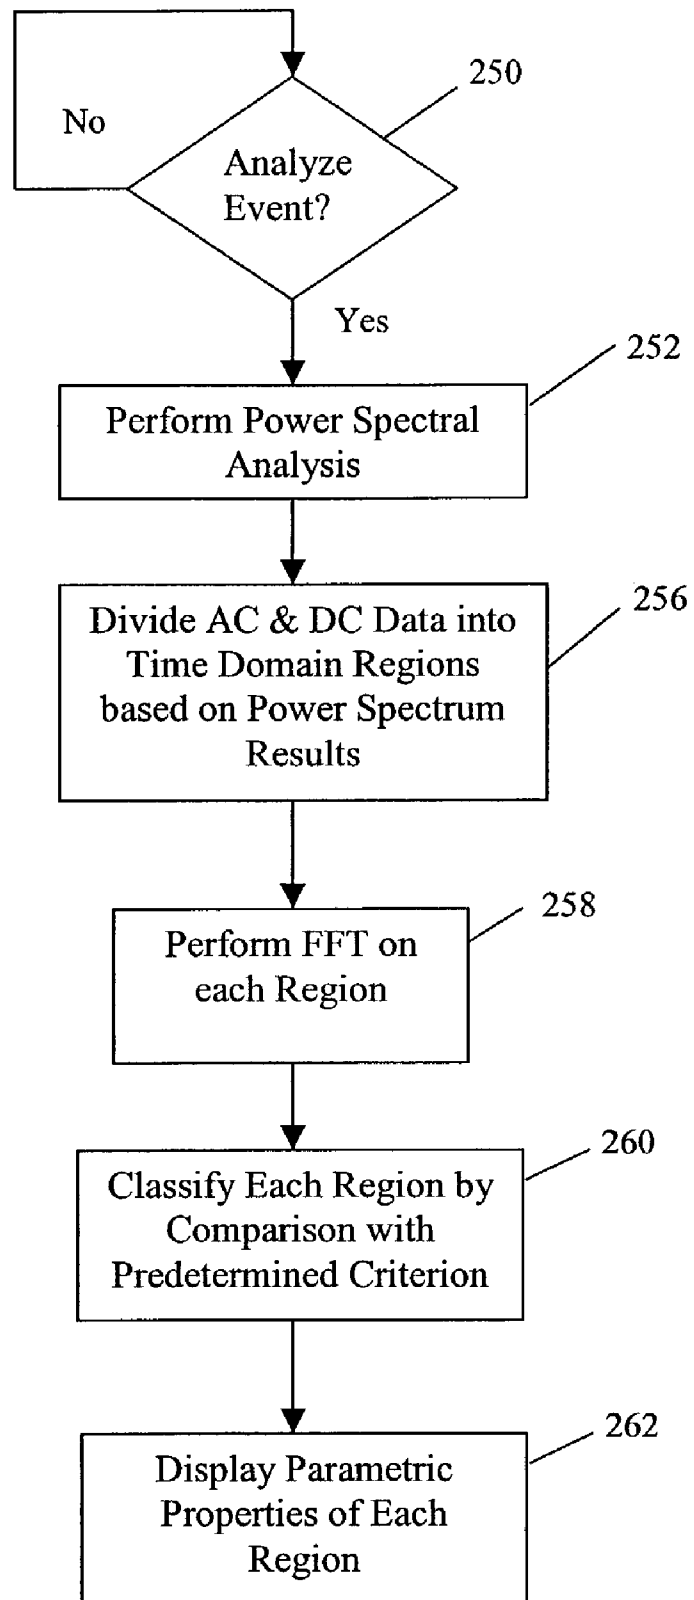 250
No
Analyze
Event?
Yes
252
Perform Power Spectral
Analysis
256
Divide AC & DC Data into
Time Domain Regions
based on Power Spectrum
Results
258
Perform FFT on
each Region
260
Classify Each Region by
Comparison with
Predetermined Criterion
262
Display Parametric
Properties of Each
Region